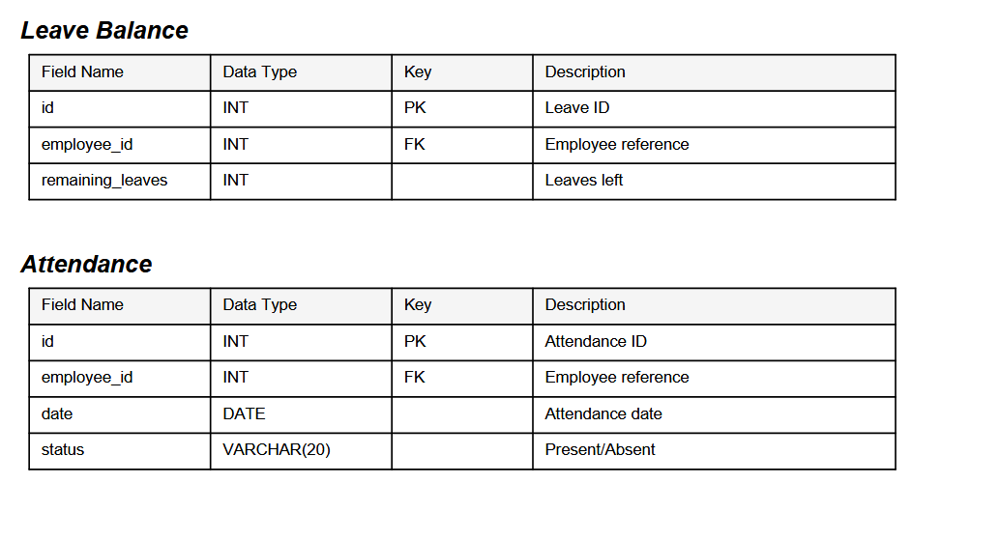 Leave Balance
Field Name Data Type Key Description
id INT PK Leave ID
employee_id INT FK Employee reference
remaining_leaves INT Leaves left
Attendance
Field Name Data Type Key Description
id INT PK Attendance ID
employee_id INT FK Employee reference
date DATE Attendance date
status VARCHAR(20) Present/Absent